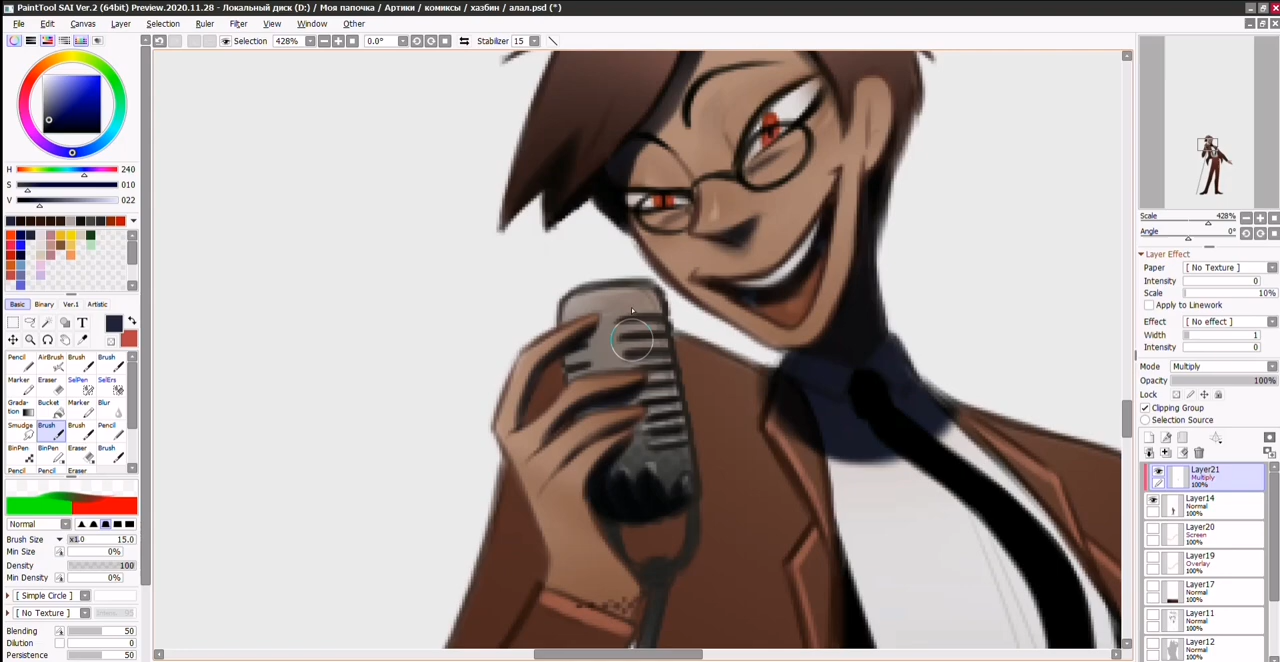 PaintTool SAI Ver.2 (64bit) Preview.2020.11.28 - Локальный диск (D:) / Моя папочка / Артики / комиксы / хазбин / алал.psd (*)
File Edit Canvas Layer Selection Ruler Filter View Window Other
Selection 428% 0.0° Stabilizer 15
H 240
S 010
V 022
Basic Binary Ver.1 Artistic
T
Pencil AirBrush Brush Brush
Marker Eraser SelPen SelErs
Grada-tion Bucket Marker Blur
Smudge Brush Brush Pencil
BinPen BinPen Eraser Brush
Pencil Pencil Eraser
Normal
Brush Size x1.0 15.0
Min Size 0%
Density 100
Min Density 0%
[ Simple Circle ]
[ No Texture ]
Blending 50
Dilution 0
Persistence 50
Scale 428%
Angle 0°
Layer Effect
Paper [ No Texture ]
Intensity 0
Scale 10%
Apply to Linework
Effect [ No effect ]
Width 1
Intensity 0
Mode Multiply
Opacity 100%
Lock
Clipping Group
Selection Source
Layer21
Multiply
100%
Layer14
Normal
100%
Layer20
Screen
100%
Layer19
Overlay
100%
Layer17
Normal
100%
Layer11
Normal
100%
Layer12
Normal
100%